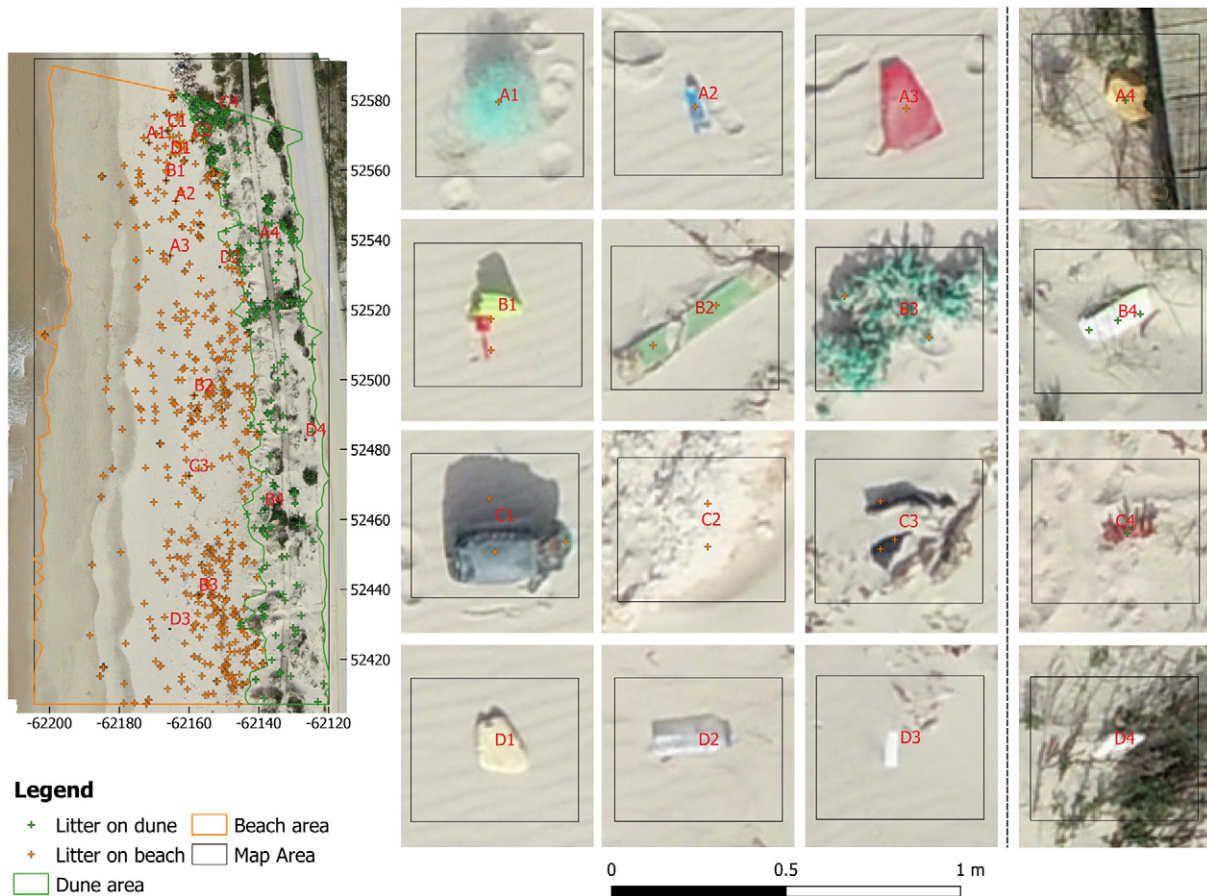 C4
52580
C1
A1
D1
52560
B1
A2
52540
A4
A3
D2
52520
52500
B2
D4
52480
C3
B4
52460
52440
B3
D3
52420
-62200 -62180 -62160 -62140 -62120
A1 A2 A3 A4
B1 B2 B3 B4
C1 C2 C3 C4
D1 D2 D3 D4
Legend
Litter on dune Beach area
Litter on beach Map Area
Dune area
0 0.5 1 m